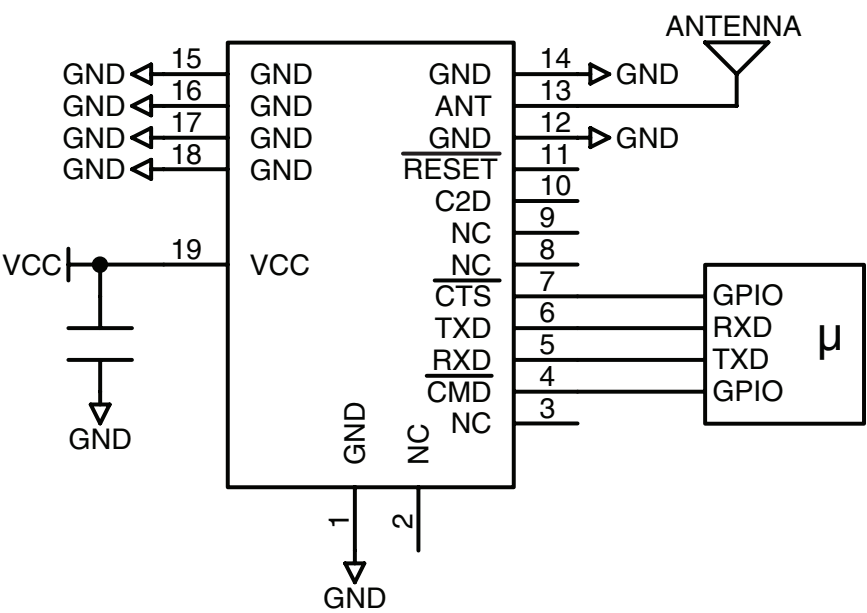 ANTENNA
GND 15 GND GND 14 GND
GND 16 GND ANT 13
GND 17 GND GND 12 GND
GND 18 GND RESET 11
C2D 10
NC 9
VCC 19 VCC NC 8
CTS 7 GPIO
TXD 6 RXD
RXD 5 TXD
CMD 4 GPIO
NC 3
µ
GND
GND NC
1 2
GND